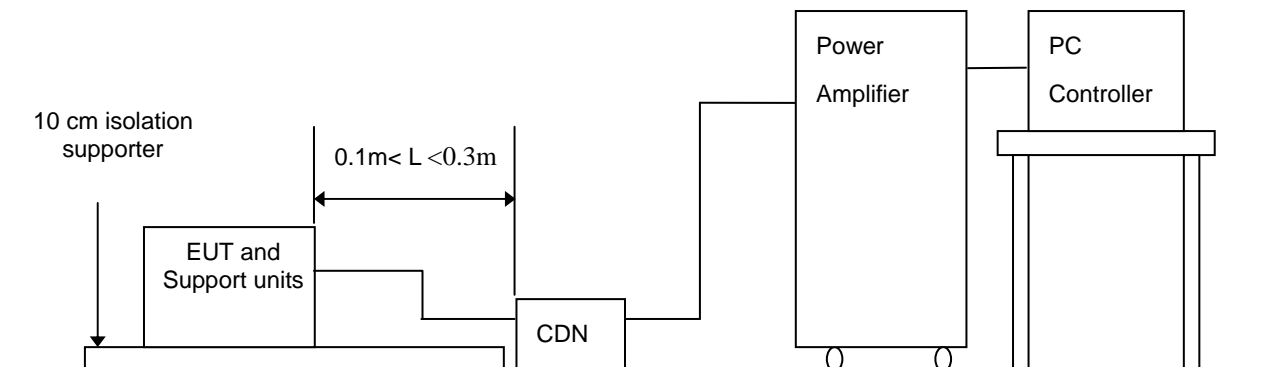 Power
Amplifier
PC
Controller
10 cm isolation
supporter
0.1m< L <0.3m
EUT and
Support units
CDN